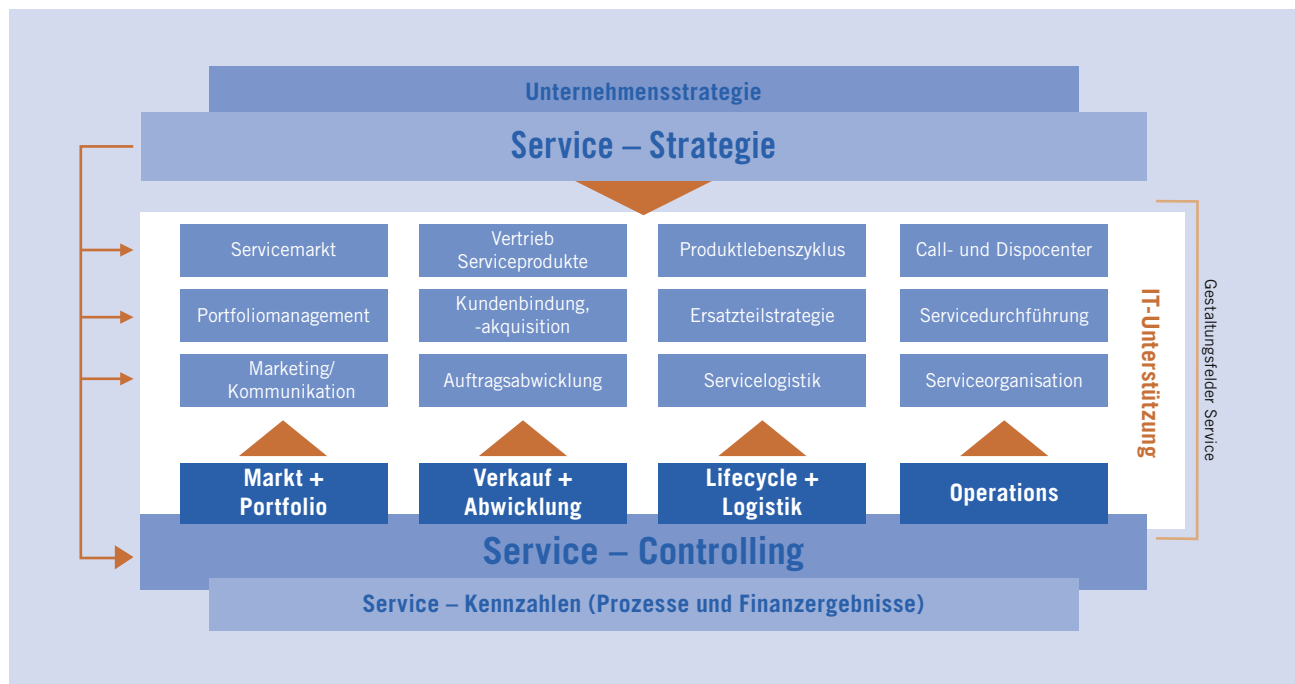 Unternehmensstrategie
Service – Strategie
Servicemarkt
Vertrieb
Serviceprodukte
Produktlebenszyklus
Call- und Dispocenter
Portfoliomanagement
Kundenbindung,
-akquisition
Ersatzteilstrategie
Servicedurchführung
Marketing/
Kommunikation
Auftragsabwicklung
Servicelogistik
Serviceorganisation
Markt +
Portfolio
Verkauf +
Abwicklung
Lifecycle +
Logistik
Operations
IT-Unterstützung
Gestaltungsfelder Service
Service – Controlling
Service – Kennzahlen (Prozesse und Finanzergebnisse)